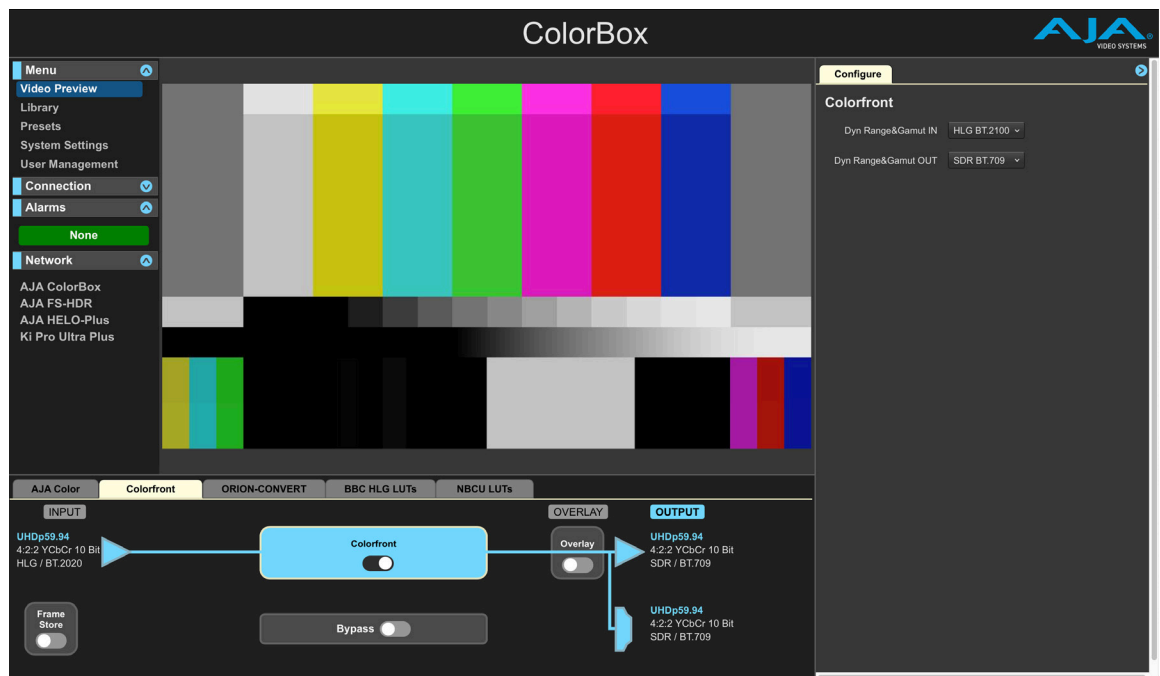 ColorBox
AJA
VIDEO SYSTEMS
Menu
Video Preview
Library
Presets
System Settings
User Management
Connection
Alarms
None
Network
AJA ColorBox
AJA FS-HDR
AJA HELO-Plus
Ki Pro Ultra Plus
Configure
Colorfront
Dyn Range&Gamut IN HLG BT.2100
Dyn Range&Gamut OUT SDR BT.709
AJA Color Colorfront ORION-CONVERT BBC HLG LUTs NBCU LUTs
INPUT OVERLAY OUTPUT
UHDp59.94
4:2:2 YCbCr 10 Bit
HLG / BT.2020
Colorfront
Overlay
UHDp59.94
4:2:2 YCbCr 10 Bit
SDR / BT.709
Frame
Store
Bypass
UHDp59.94
4:2:2 YCbCr 10 Bit
SDR / BT.709